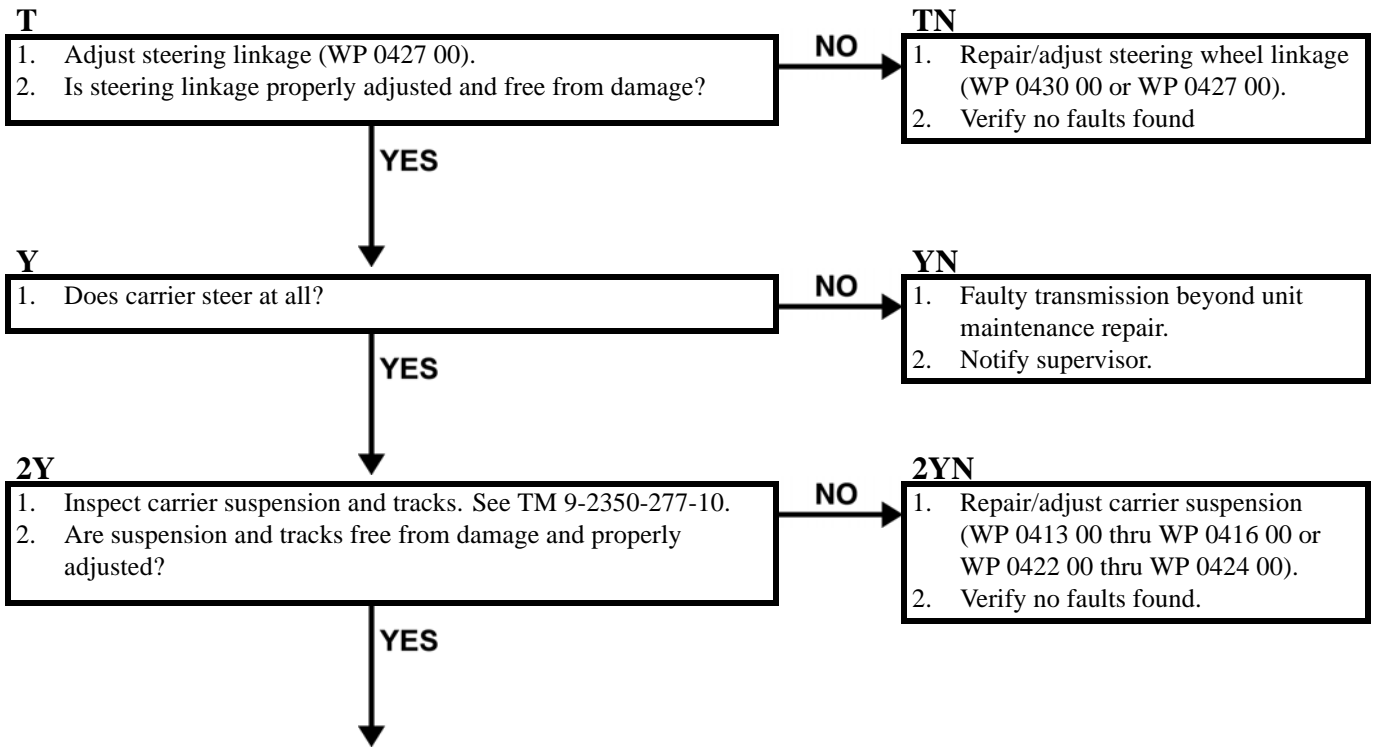 T
1. Adjust steering linkage (WP 0427 00).
2. Is steering linkage properly adjusted and free from damage?
NO
TN
1. Repair/adjust steering wheel linkage
(WP 0430 00 or WP 0427 00).
2. Verify no faults found
YES
Y
1. Does carrier steer at all?
NO
YN
1. Faulty transmission beyond unit
maintenance repair.
2. Notify supervisor.
YES
2Y
1. Inspect carrier suspension and tracks. See TM 9-2350-277-10.
2. Are suspension and tracks free from damage and properly
adjusted?
NO
2YN
1. Repair/adjust carrier suspension
(WP 0413 00 thru WP 0416 00 or
WP 0422 00 thru WP 0424 00).
2. Verify no faults found.
YES